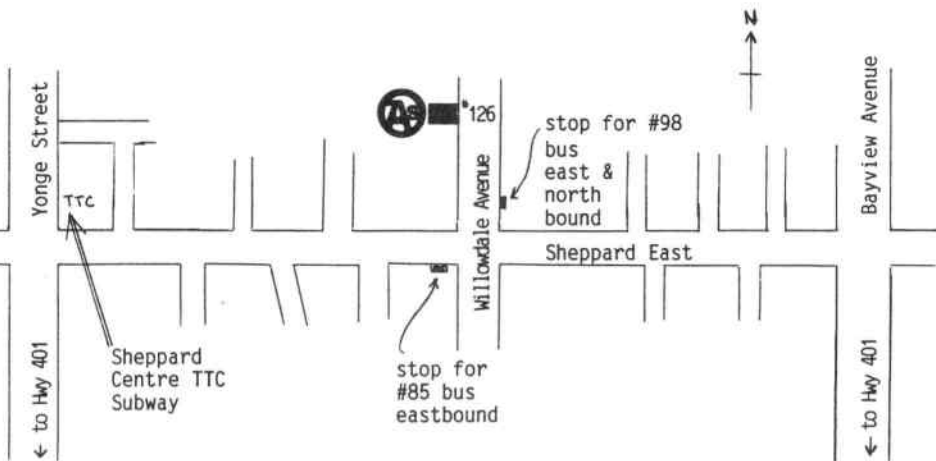 N
Yonge Street
As
#126
stop for #98
bus
east &
north
bound
Bayview Avenue
TTC
Willowdale Avenue
Sheppard East
Sheppard
Centre TTC
Subway
stop for
#85 bus
eastbound
← to Hwy 401
← to Hwy 401